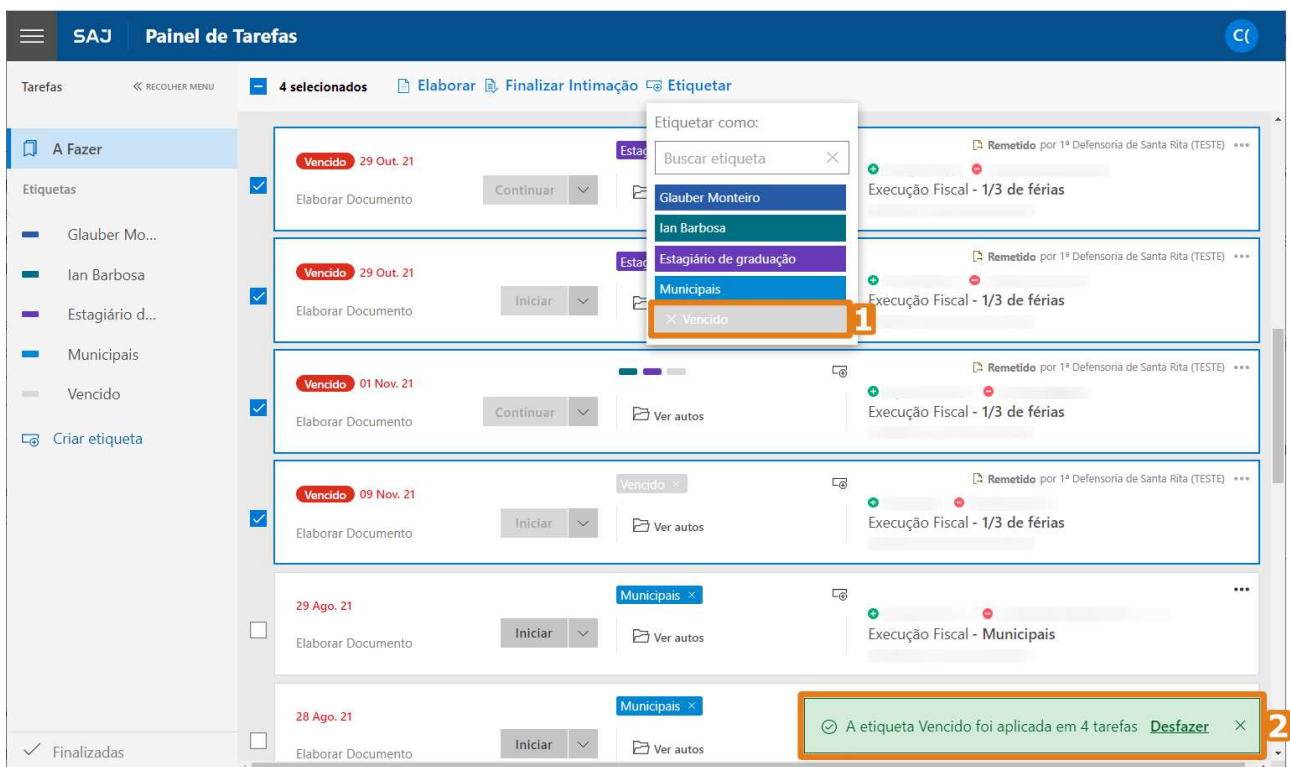 SAJ Painel de Tarefas C(
Tarefas RECOLHER MENU 4 selecionados Elaborar Finalizar Intimação Etiquetar
A Fazer
Etiquetas
Glauber Mo...
Ian Barbosa
Estagiário d...
Municipais
Vencido
Criar etiqueta
Finalizadas
Etiquetar como:
Buscar etiqueta
Glauber Monteiro
Ian Barbosa
Estagiário de graduação
Municipais
Vencido 1
Vencido 29 Out. 21 Remetido por 1ª Defensoria de Santa Rita (TESTE)
Elaborar Documento Continuar Execução Fiscal - 1/3 de férias
Vencido 29 Out. 21 Remetido por 1ª Defensoria de Santa Rita (TESTE)
Elaborar Documento Iniciar Execução Fiscal - 1/3 de férias
Vencido 01 Nov. 21 Remetido por 1ª Defensoria de Santa Rita (TESTE)
Elaborar Documento Continuar Ver autos Execução Fiscal - 1/3 de férias
Vencido 09 Nov. 21 Vencido Remetido por 1ª Defensoria de Santa Rita (TESTE)
Elaborar Documento Iniciar Ver autos Execução Fiscal - 1/3 de férias
29 Ago. 21 Municipais
Elaborar Documento Iniciar Ver autos Execução Fiscal - Municipais
28 Ago. 21 Municipais
Elaborar Documento Iniciar Ver autos
A etiqueta Vencido foi aplicada em 4 tarefas Desfazer 2